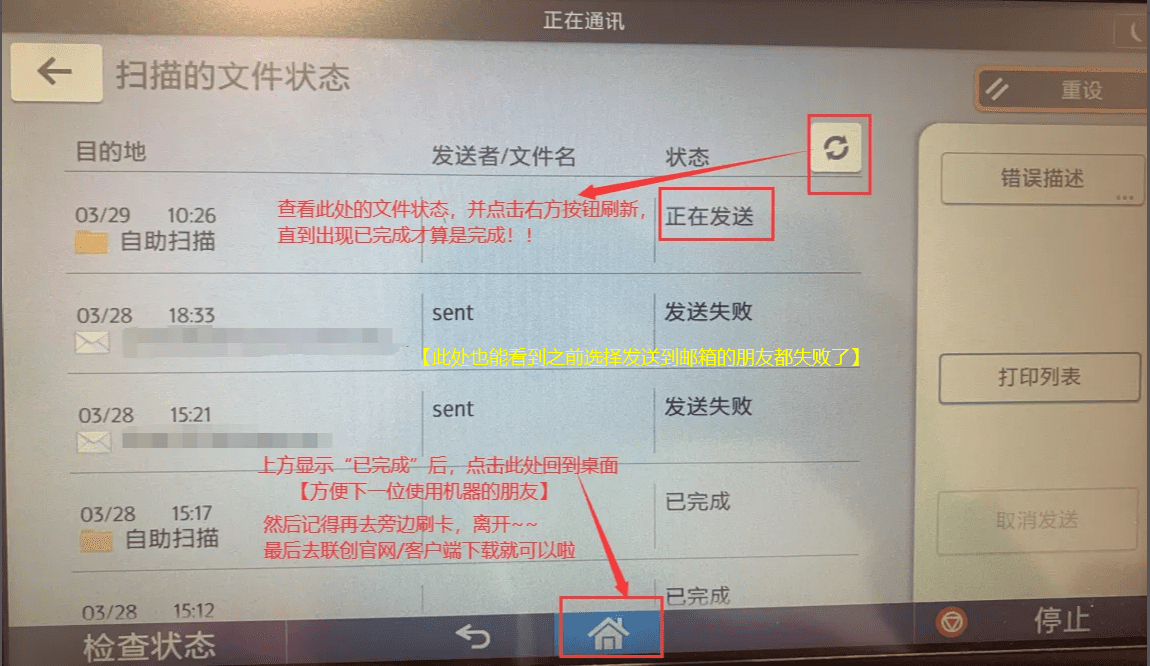 正在通讯
扫描的文件状态
重设
目的地
发送者/文件名
状态
错误描述
03/29 10:26
自助扫描
查看此处的文件状态，并点击右方按钮刷新，
直到出现已完成才算是完成！！
正在发送
03/28 18:33
sent
发送失败
【此处也能看到之前选择发送到邮箱的朋友都失败了】
打印列表
03/28 15:21
sent
发送失败
上方显示“已完成”后，点击此处回到桌面
【方便下一位使用机器的朋友】
03/28 15:17
自助扫描
已完成
然后记得再去旁边刷卡，离开~~
最后去联创官网/客户端下载就可以啦
取消发送
03/28 15:12
已完成
检查状态
停止